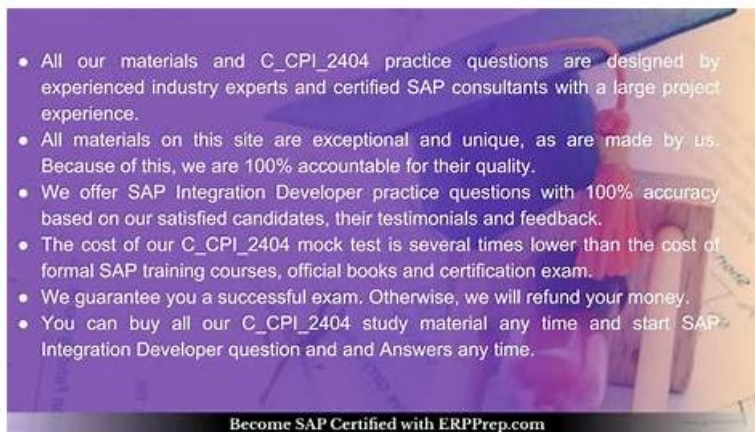 ● All our materials and C_CPI_2404 practice questions are designed by
experienced industry experts and certified SAP consultants with a large project
experience.
● All materials on this site are exceptional and unique, as are made by us.
Because of this, we are 100% accountable for their quality.
● We offer SAP Integration Developer practice questions with 100% accuracy
based on our satisfied candidates, their testimonials and feedback.
● The cost of our C_CPI_2404 mock test is several times lower than the cost of
formal SAP training courses, official books and certification exam.
● We guarantee you a successful exam. Otherwise, we will refund your money.
● You can buy all our C_CPI_2404 study material any time and start SAP
Integration Developer question and and Answers any time.
Become SAP Certified with ERPPrep.com